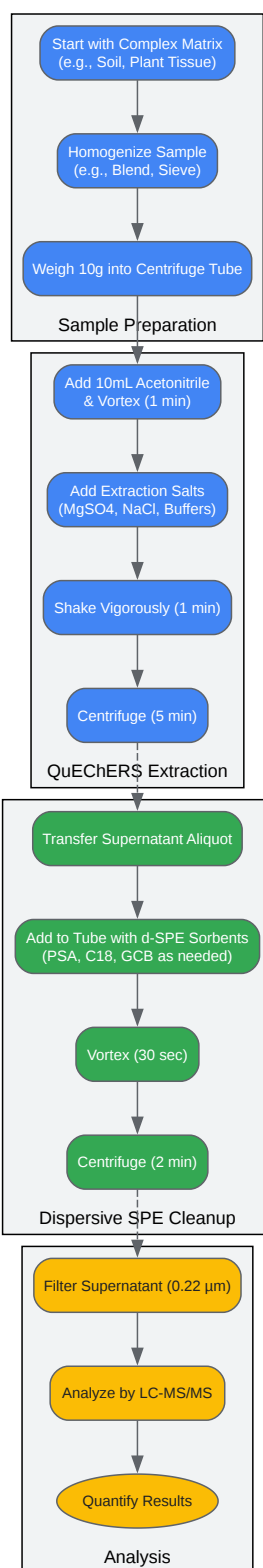 Start with Complex Matrix
(e.g., Soil, Plant Tissue)
Homogenize Sample
(e.g., Blend, Sieve)
Weigh 10g into Centrifuge Tube
Sample Preparation
Add 10mL Acetonitrile
& Vortex (1 min)
Add Extraction Salts
(MgSO4, NaCl, Buffers)
Shake Vigorously (1 min)
Centrifuge (5 min)
QuEChERS Extraction
Transfer Supernatant Aliquot
Add to Tube with d-SPE Sorbents
(PSA, C18, GCB as needed)
Vortex (30 sec)
Centrifuge (2 min)
Dispersive SPE Cleanup
Filter Supernatant (0.22 µm)
Analyze by LC-MS/MS
Quantify Results
Analysis